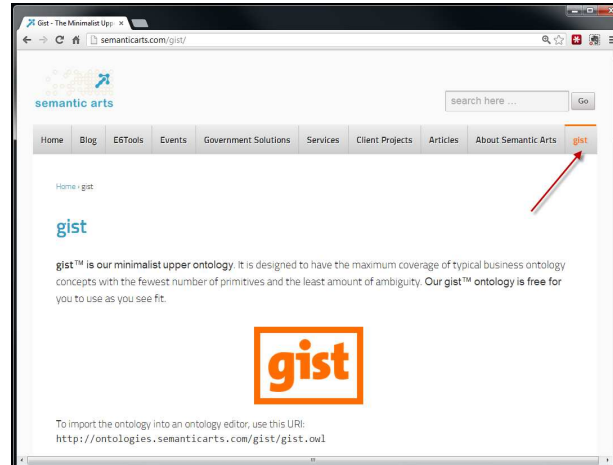 Gist - The Minimalist Upp
semanticarts.com/gist/
semantic arts
search here ...
Go
Home Blog E6Tools Events Government Solutions Services Client Projects Articles About Semantic Arts gist
Home › gist
gist
gist™ is our minimalist upper ontology. It is designed to have the maximum coverage of typical business ontology
concepts with the fewest number of primitives and the least amount of ambiguity. Our gist™ ontology is free for
you to use as you see fit.
gist
To import the ontology into an ontology editor, use this URI:
http://ontologies.semanticarts.com/gist/gist.owl